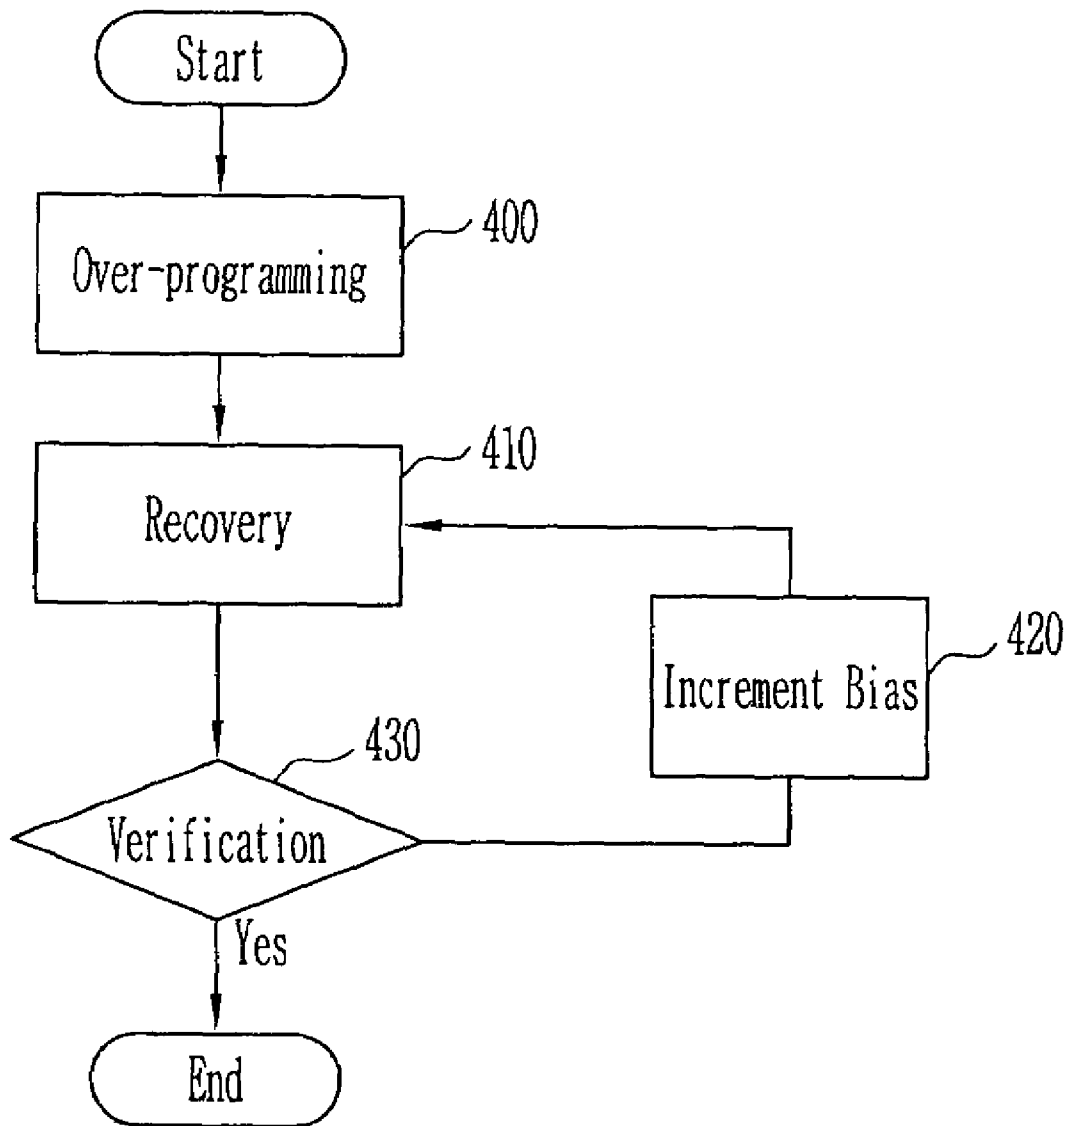 Start
400
Over-programming
410
Recovery
420
Increment Bias
430
Verification
Yes
End